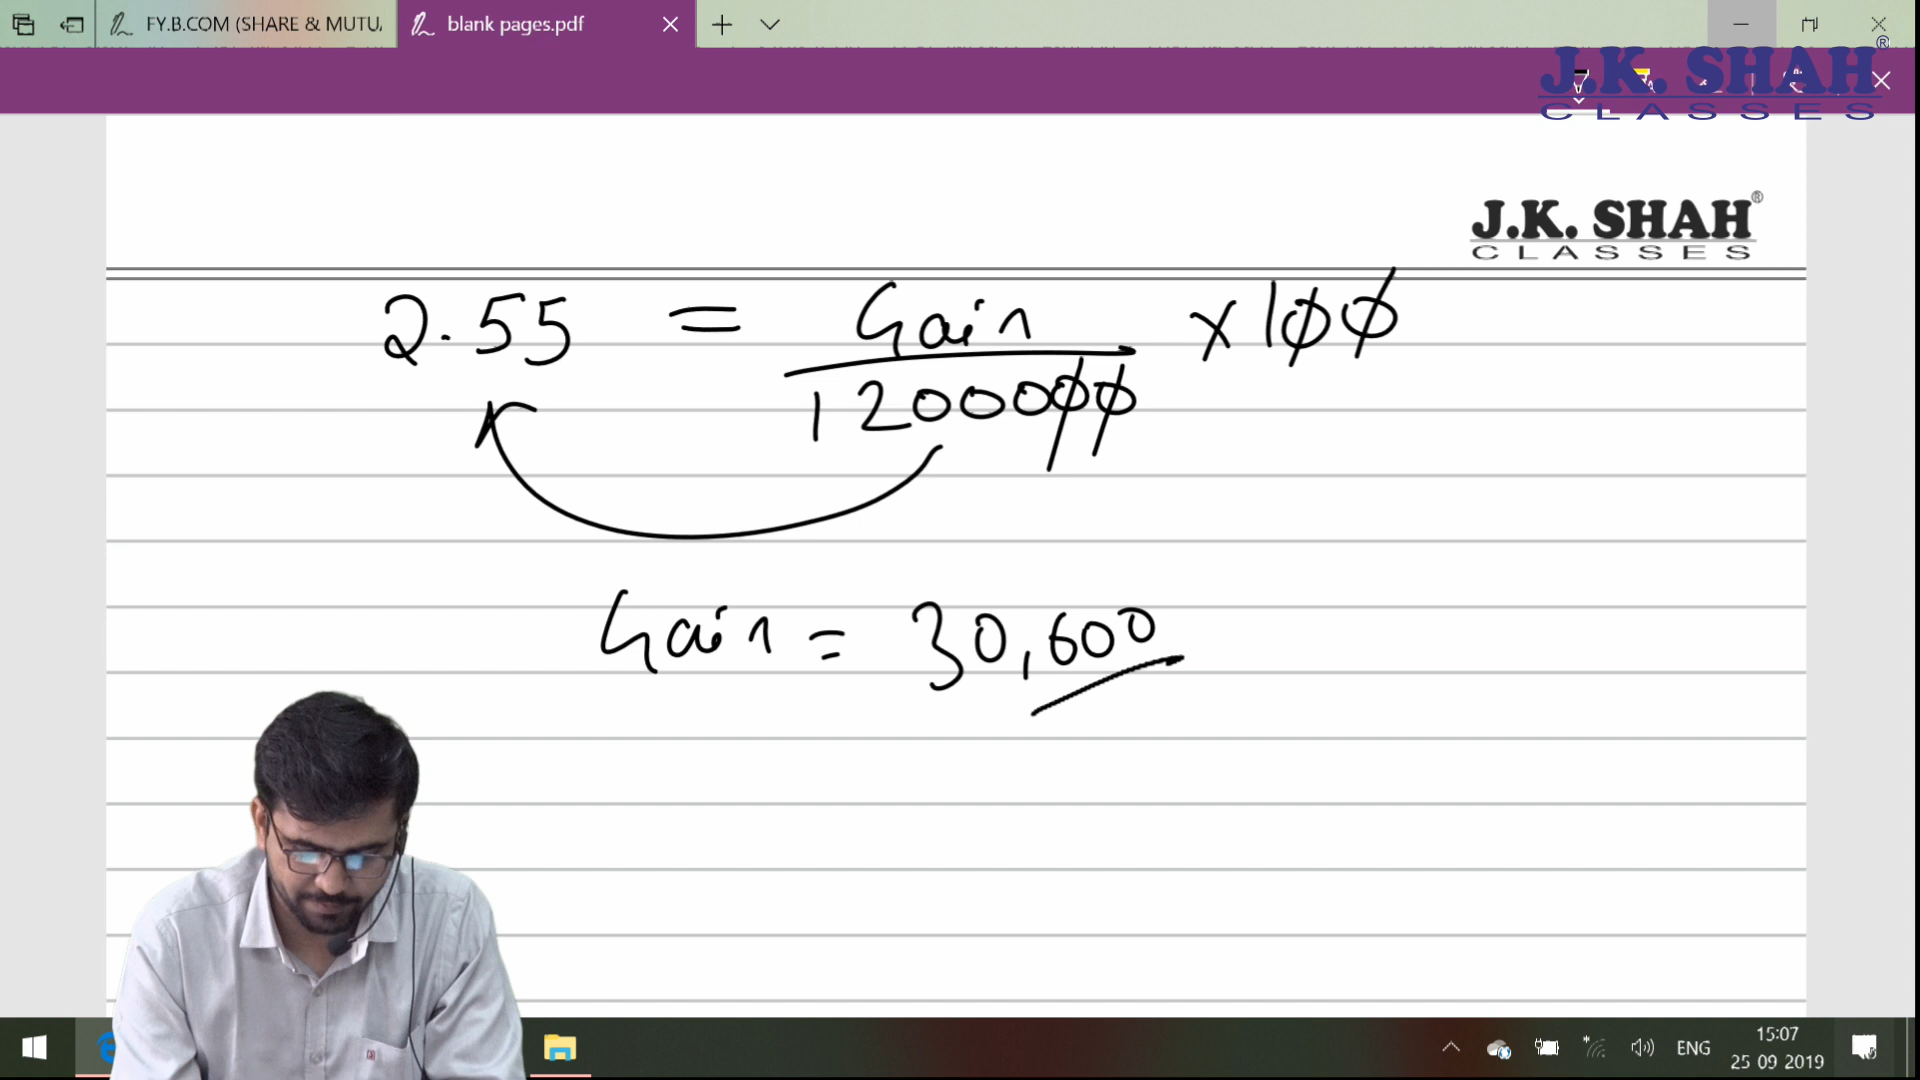 FY.B.COM (SHARE & MUTU
blank pages.pdf
J.K. SHAH®
CLASSES
J.K. SHAH®
CLASSES
2.55 = Gain × 100
1200000
Gain = 30,600
ENG
15:07
25 09 2019